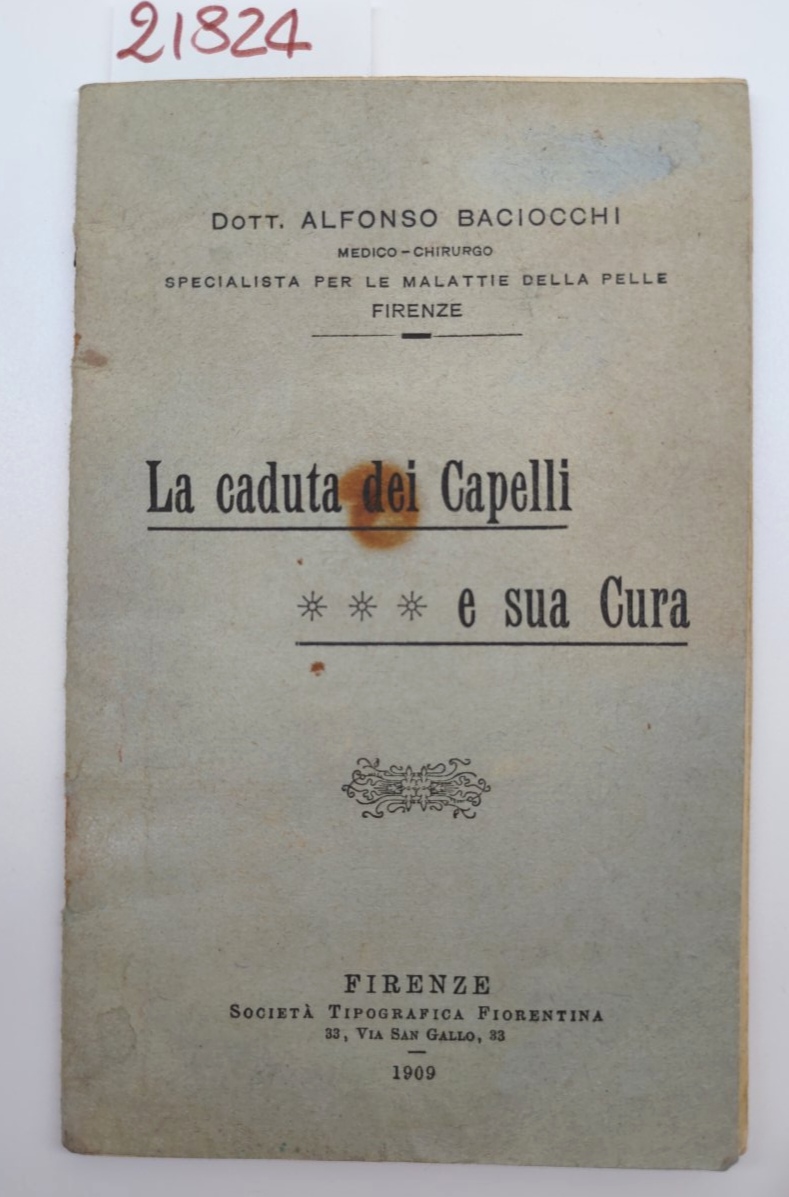 21824
DOTT. ALFONSO BACIOCCHI
MEDICO-CHIRURGO
SPECIALISTA PER LE MALATTIE DELLA PELLE
FIRENZE
La caduta dei Capelli
e sua Cura
FIRENZE
SOCIETÀ TIPOGRAFICA FIORENTINA
33, VIA SAN GALLO, 33
1909